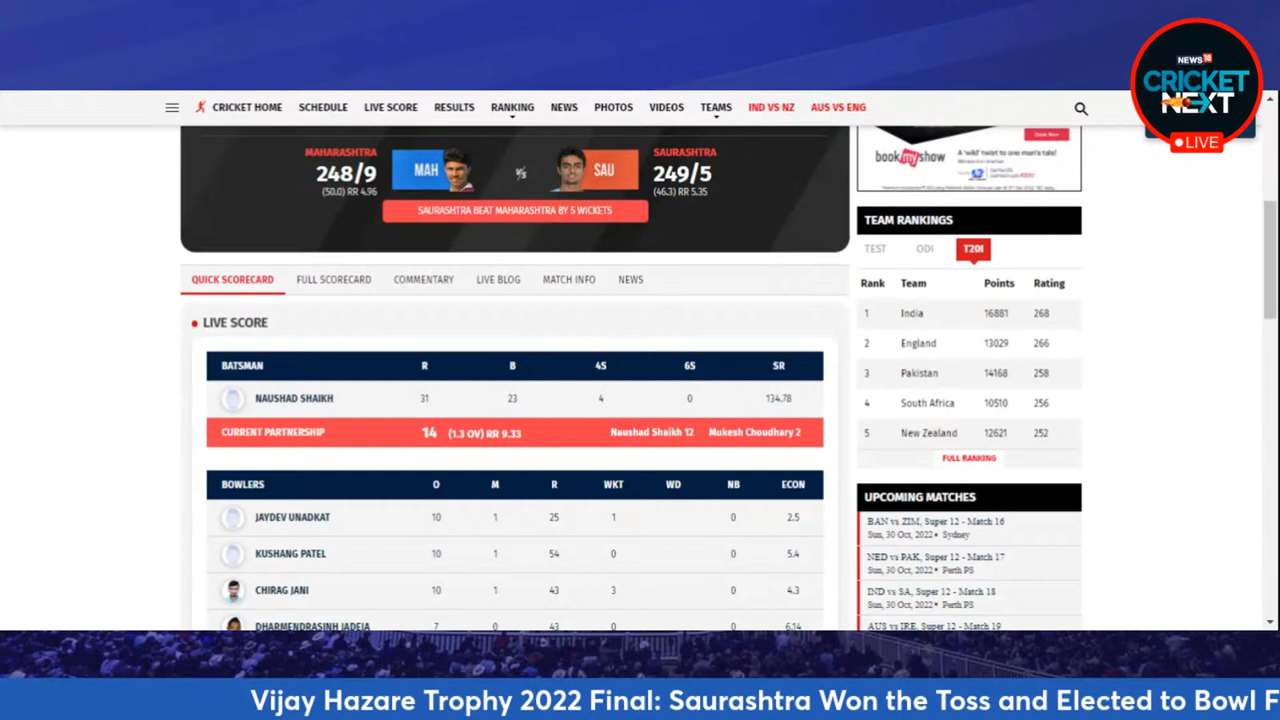 NEWS18
CRICKET
NEXT
LIVE
CRICKET HOME SCHEDULE LIVE SCORE RESULTS RANKING NEWS PHOTOS VIDEOS TEAMS IND VS NZ AUS VS ENG
MAHARASHTRA
248/9
(50.0) RR 4.96
MAH
V/S
SAU
SAURASHTRA
249/5
(46.3) RR 5.35
SAURASHTRA BEAT MAHARASHTRA BY 5 WICKETS
Book Now
bookmyshow
A 'wild' twist to one man's tale!
QUICK SCORECARD FULL SCORECARD COMMENTARY LIVE BLOG MATCH INFO NEWS
LIVE SCORE
BATSMAN R B 4S 6S SR
NAUSHAD SHAIKH 31 23 4 0 134.78
CURRENT PARTNERSHIP 14 (1.3 OV) RR 9.33 Naushad Shaikh 12 Mukesh Choudhary 2
BOWLERS O M R WKT WD NB ECON
JAYDEV UNADKAT 10 1 25 1 0 2.5
KUSHANG PATEL 10 1 54 0 0 5.4
CHIRAG JANI 10 1 43 3 0 4.3
DHARMENDRASINH JADEJA 7 0 43 0 0 6.14
TEAM RANKINGS
TEST ODI T20I
Rank Team Points Rating
1 India 16881 268
2 England 13029 266
3 Pakistan 14168 258
4 South Africa 10510 256
5 New Zealand 12621 252
FULL RANKING
UPCOMING MATCHES
BAN vs ZIM, Super 12 - Match 16
Sun, 30 Oct, 2022• Sydney
NED vs PAK, Super 12 - Match 17
Sun, 30 Oct, 2022• Perth PS
IND vs SA, Super 12 - Match 18
Sun, 30 Oct, 2022• Perth PS
AUS vs IRE, Super 12 - Match 19
Vijay Hazare Trophy 2022 Final: Saurashtra Won the Toss and Elected to Bowl F